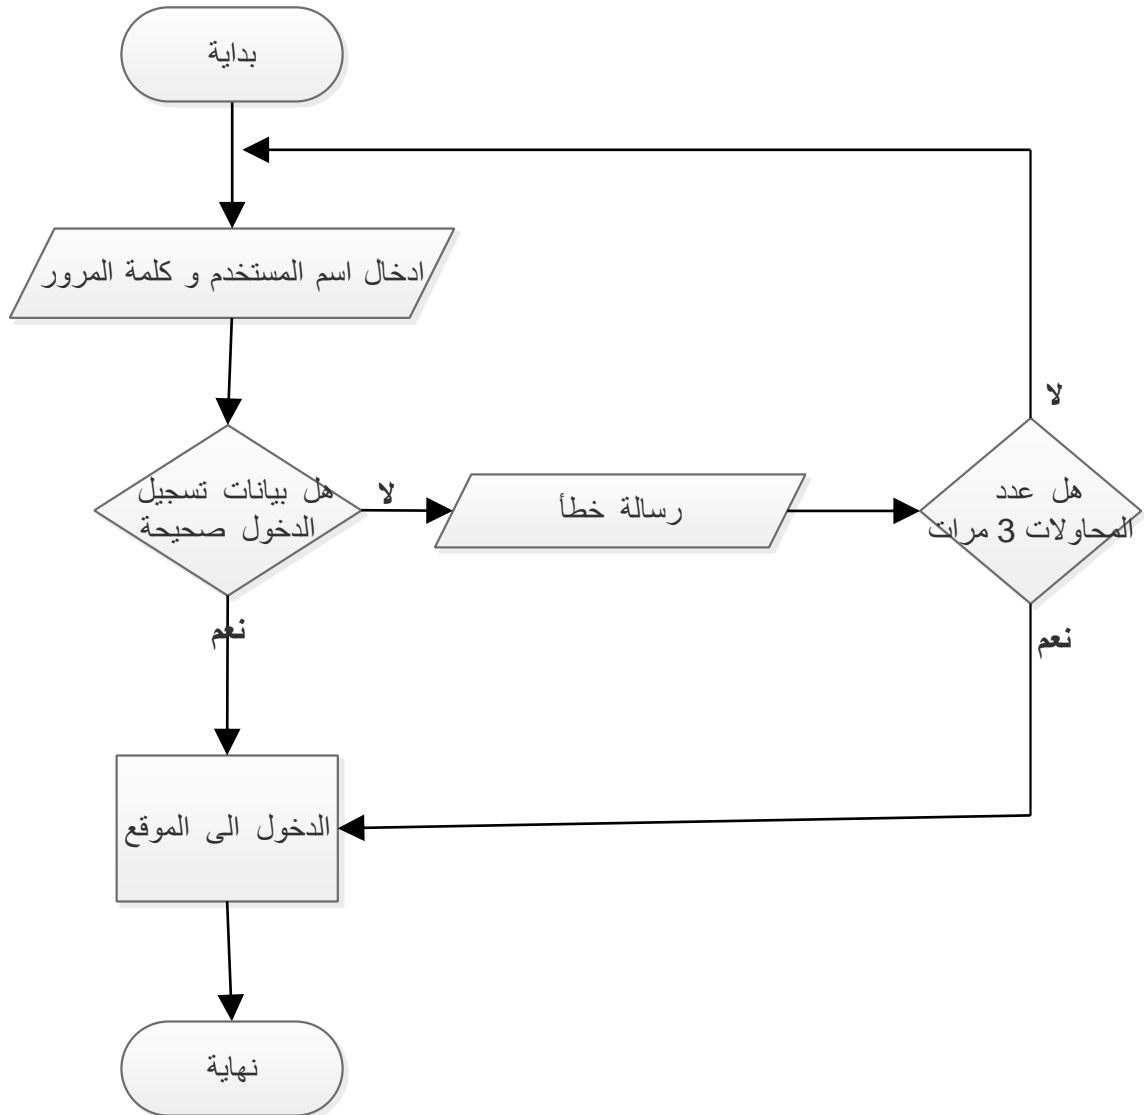 بداية
ادخال اسم المستخدم و كلمة المرور
لا
هل بيانات تسجيل
الدخول صحيحة
لا
رسالة خطأ
هل عدد
المحاولات 3 مرات
نعم
نعم
الدخول الى الموقع
نهاية